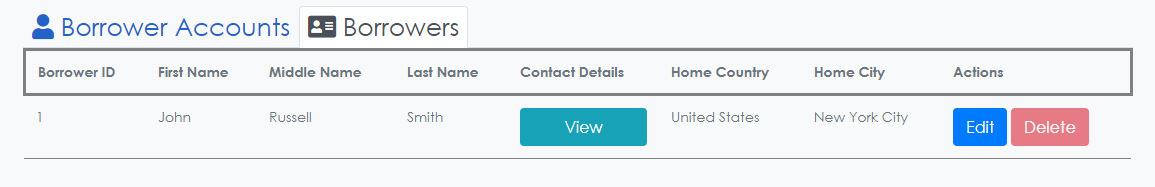 Borrower Accounts Borrowers
Borrower ID First Name Middle Name Last Name Contact Details Home Country Home City Actions
1 John Russell Smith View United States New York City Edit Delete